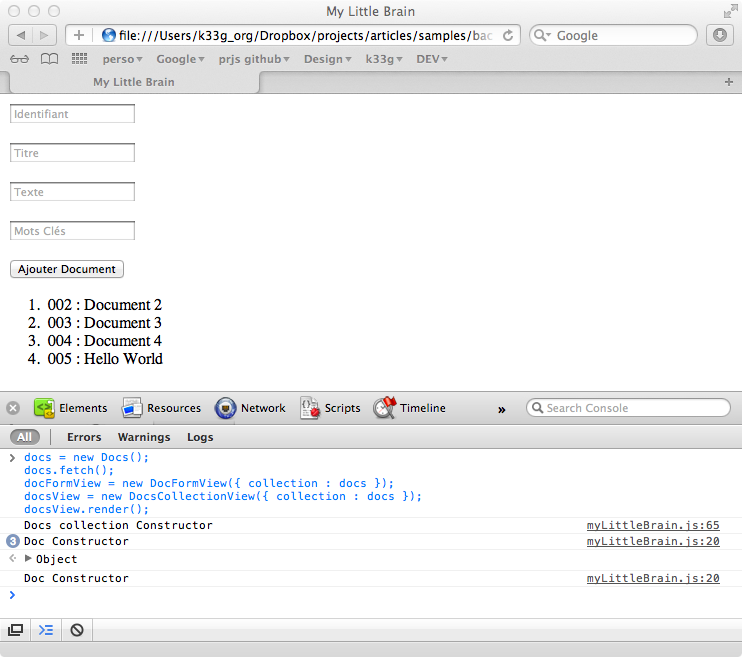 My Little Brain
file:///Users/k33g_org/Dropbox/projects/articles/samples/bac
Google
perso Google prjs github Design k33g DEV
My Little Brain
Identifiant
Titre
Texte
Mots Clés
Ajouter Document
1. 002 : Document 2
2. 003 : Document 3
3. 004 : Document 4
4. 005 : Hello World
Elements Resources Network Scripts Timeline » Search Console
All Errors Warnings Logs
docs = new Docs();
docs.fetch();
docFormView = new DocFormView({ collection : docs });
docsView = new DocsCollectionView({ collection : docs });
docsView.render();
Docs collection Constructor myLittleBrain.js:65
3 Doc Constructor myLittleBrain.js:20
Object
Doc Constructor myLittleBrain.js:20